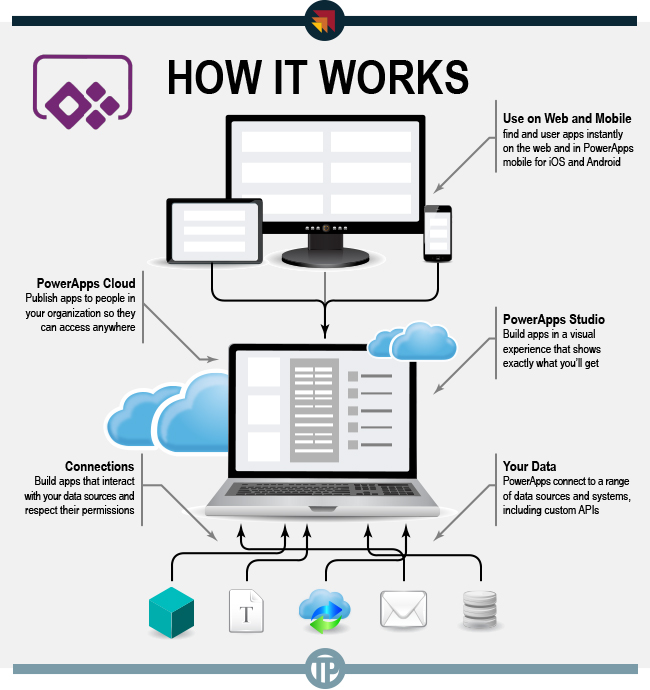 HOW IT WORKS
Use on Web and Mobile
find and user apps instantly
on the web and in PowerApps
mobile for iOS and Android
PowerApps Cloud
Publish apps to people in
your organization so they
can access anywhere
PowerApps Studio
Build apps in a visual
experience that shows
exactly what you'll get
Connections
Build apps that interact
with your data sources and
respect their permissions
Your Data
PowerApps connect to a range
of data sources and systems,
including custom APIs
T